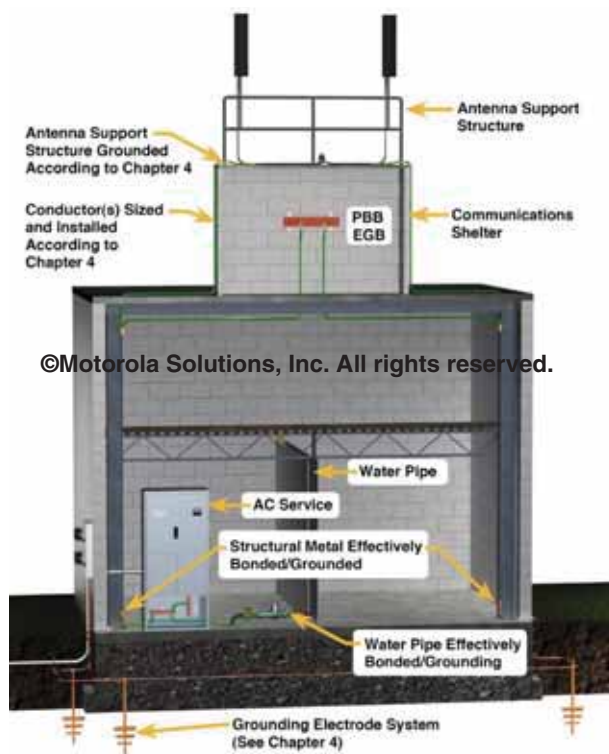 Antenna Support
Structure
Antenna Support
Structure Grounded
According to Chapter 4
Conductor(s) Sized
and Installed
According to
Chapter 4
PBB
EGB
Communications
Shelter
©Motorola Solutions, Inc. All rights reserved.
Water Pipe
AC Service
Structural Metal Effectively
Bonded/Grounded
Water Pipe Effectively
Bonded/Grounding
Grounding Electrode System
(See Chapter 4)